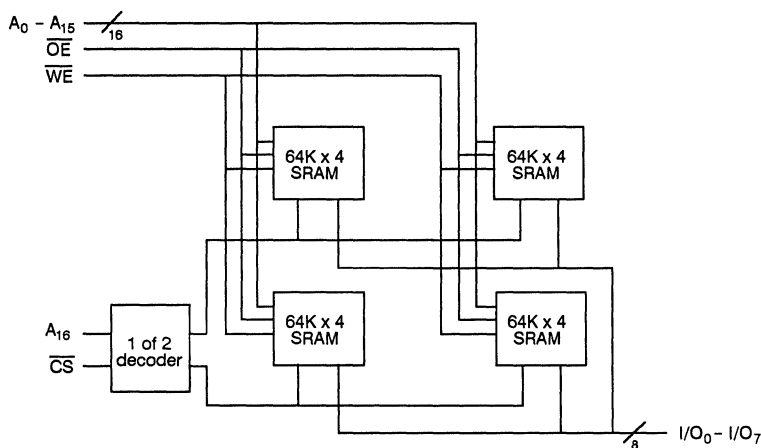 A0 – A15
16
OE
WE
64K x 4
SRAM
64K x 4
SRAM
A16
CS
1 of 2
decoder
64K x 4
SRAM
64K x 4
SRAM
8
I/O0 – I/O7